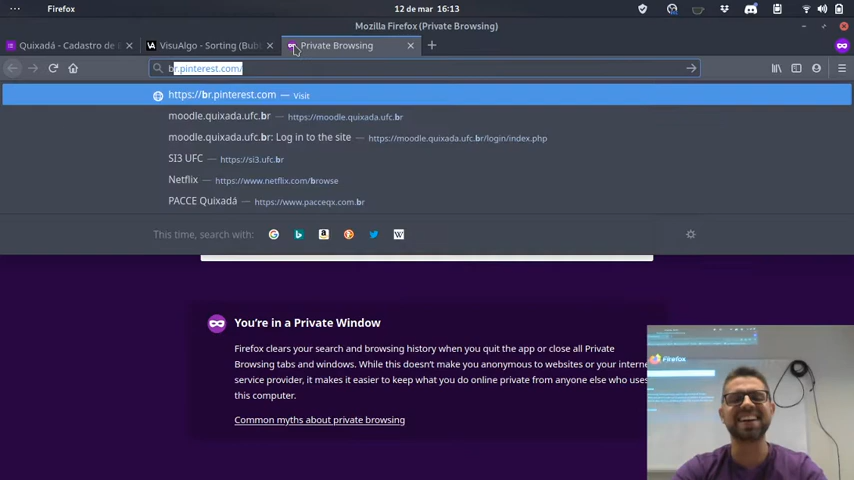 Firefox
12 de mar 16:13
Mozilla Firefox (Private Browsing)
Quixadá - Cadastro de
VisuAlgo - Sorting (Bub
Private Browsing
br.pinterest.com/
https://br.pinterest.com — Visit
moodle.quixada.ufc.br — https://moodle.quixada.ufc.br
moodle.quixada.ufc.br: Log in to the site — https://moodle.quixada.ufc.br/login/index.php
SI3 UFC — https://si3.ufc.br
Netflix — https://www.netflix.com/browse
PACCE Quixadá — https://www.pacceqx.com.br
This time, search with:
You're in a Private Window
Firefox clears your search and browsing history when you quit the app or close all Private
Browsing tabs and windows. While this doesn't make you anonymous to websites or your interne
service provider, it makes it easier to keep what you do online private from anyone else who uses
this computer.
Common myths about private browsing
Firefox